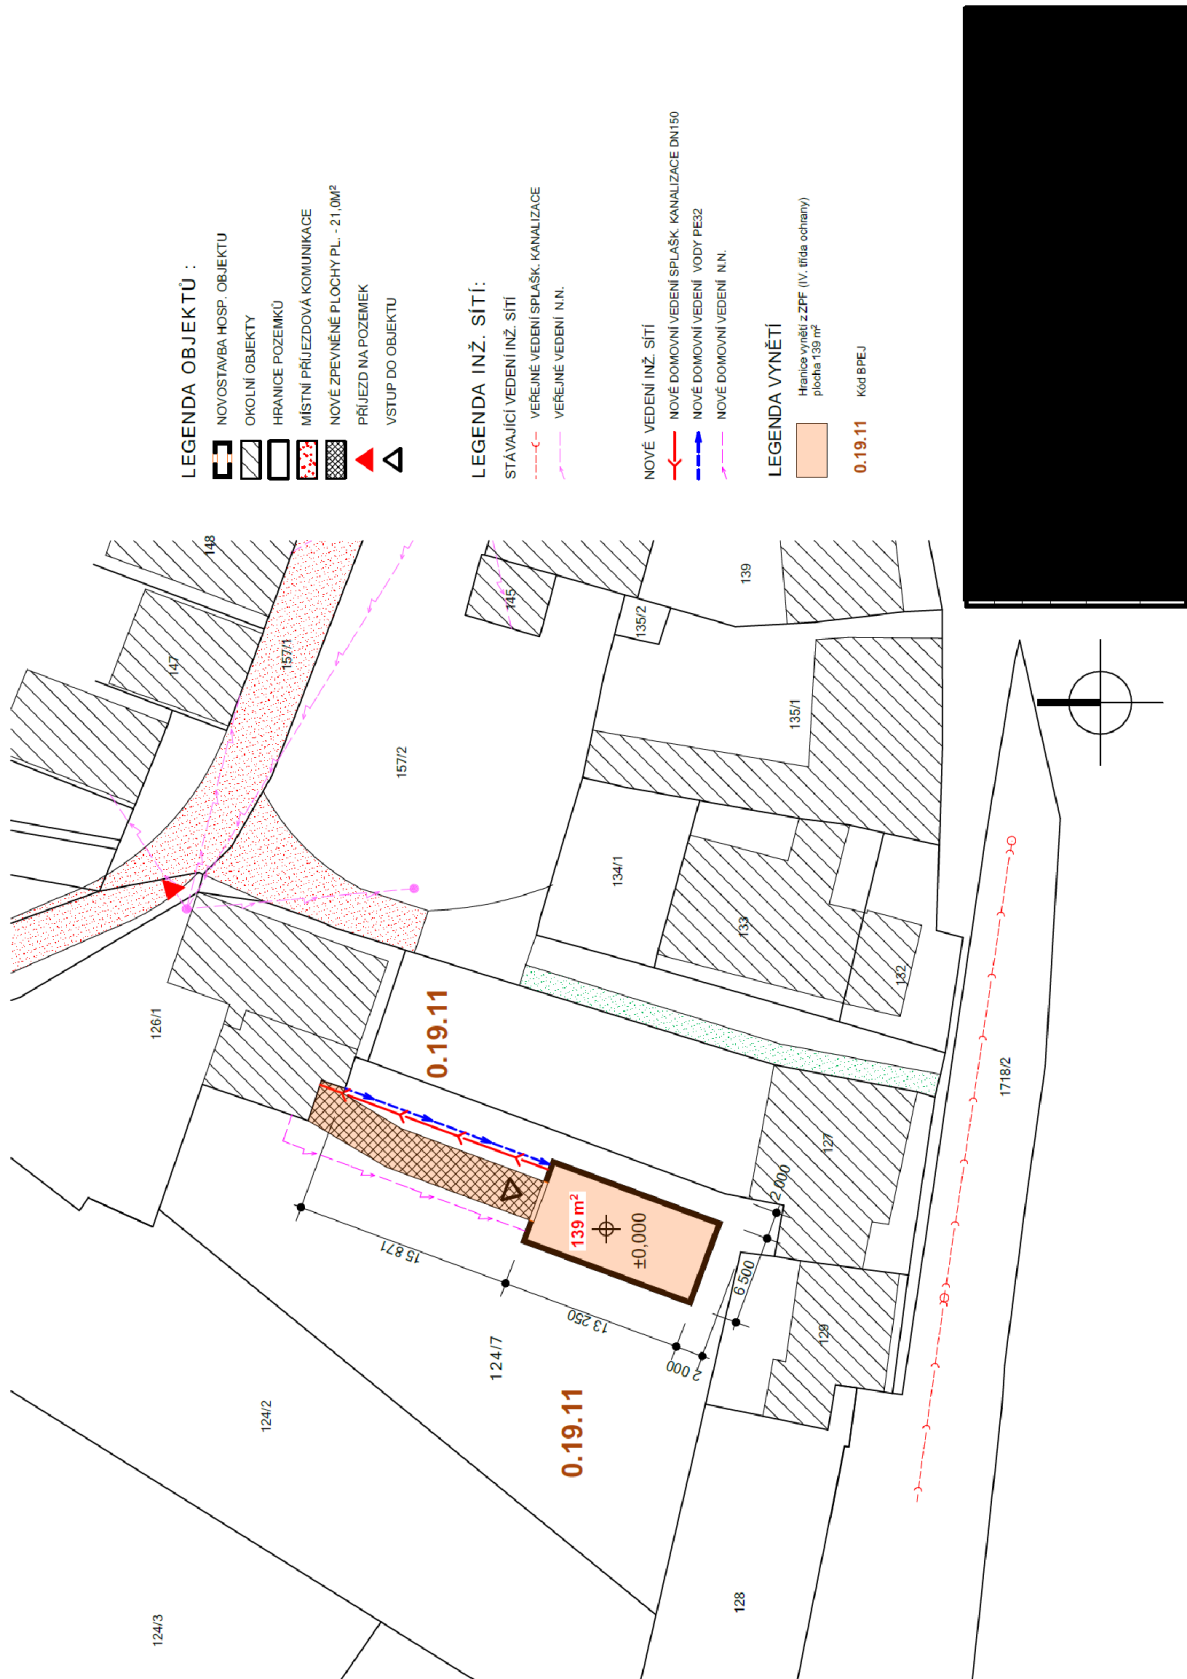 LEGENDA OBJEKTŮ :
NOVOSTAVBA HOSP. OBJEKTU
OKOLNÍ OBJEKTY
HRANICE POZEMKŮ
MÍSTNÍ PŘÍJEZDOVÁ KOMUNIKACE
NOVÉ ZPEVNĚNÉ PLOCHY PL. - 21,0M²
PŘÍJEZD NA POZEMEK
VSTUP DO OBJEKTU
LEGENDA INŽ. SÍTÍ:
STÁVAJÍCÍ VEDENÍ INŽ. SÍTÍ
VEŘEJNÉ VEDENÍ SPLAŠK. KANALIZACE
VEŘEJNÉ VEDENÍ N.N.
NOVÉ VEDENÍ INŽ. SÍTÍ
NOVÉ DOMOVNÍ VEDENÍ SPLAŠK. KANALIZACE DN150
NOVÉ DOMOVNÍ VEDENÍ VODY PE32
NOVÉ DOMOVNÍ VEDENÍ N.N.
LEGENDA VYNĚTÍ
Hranice vynětí z ZPF (IV. třída ochrany)
plocha 139 m²
0.19.11 Kód BPEJ
148
147
157/1
145
135/2
139
157/2
135/1
134/1
133
132
126/1
0.19.11
1718/2
127
139 m²
±0,000
2 000
6 500
15 871
13 250
2 000
129
124/7
124/2
0.19.11
128
124/3